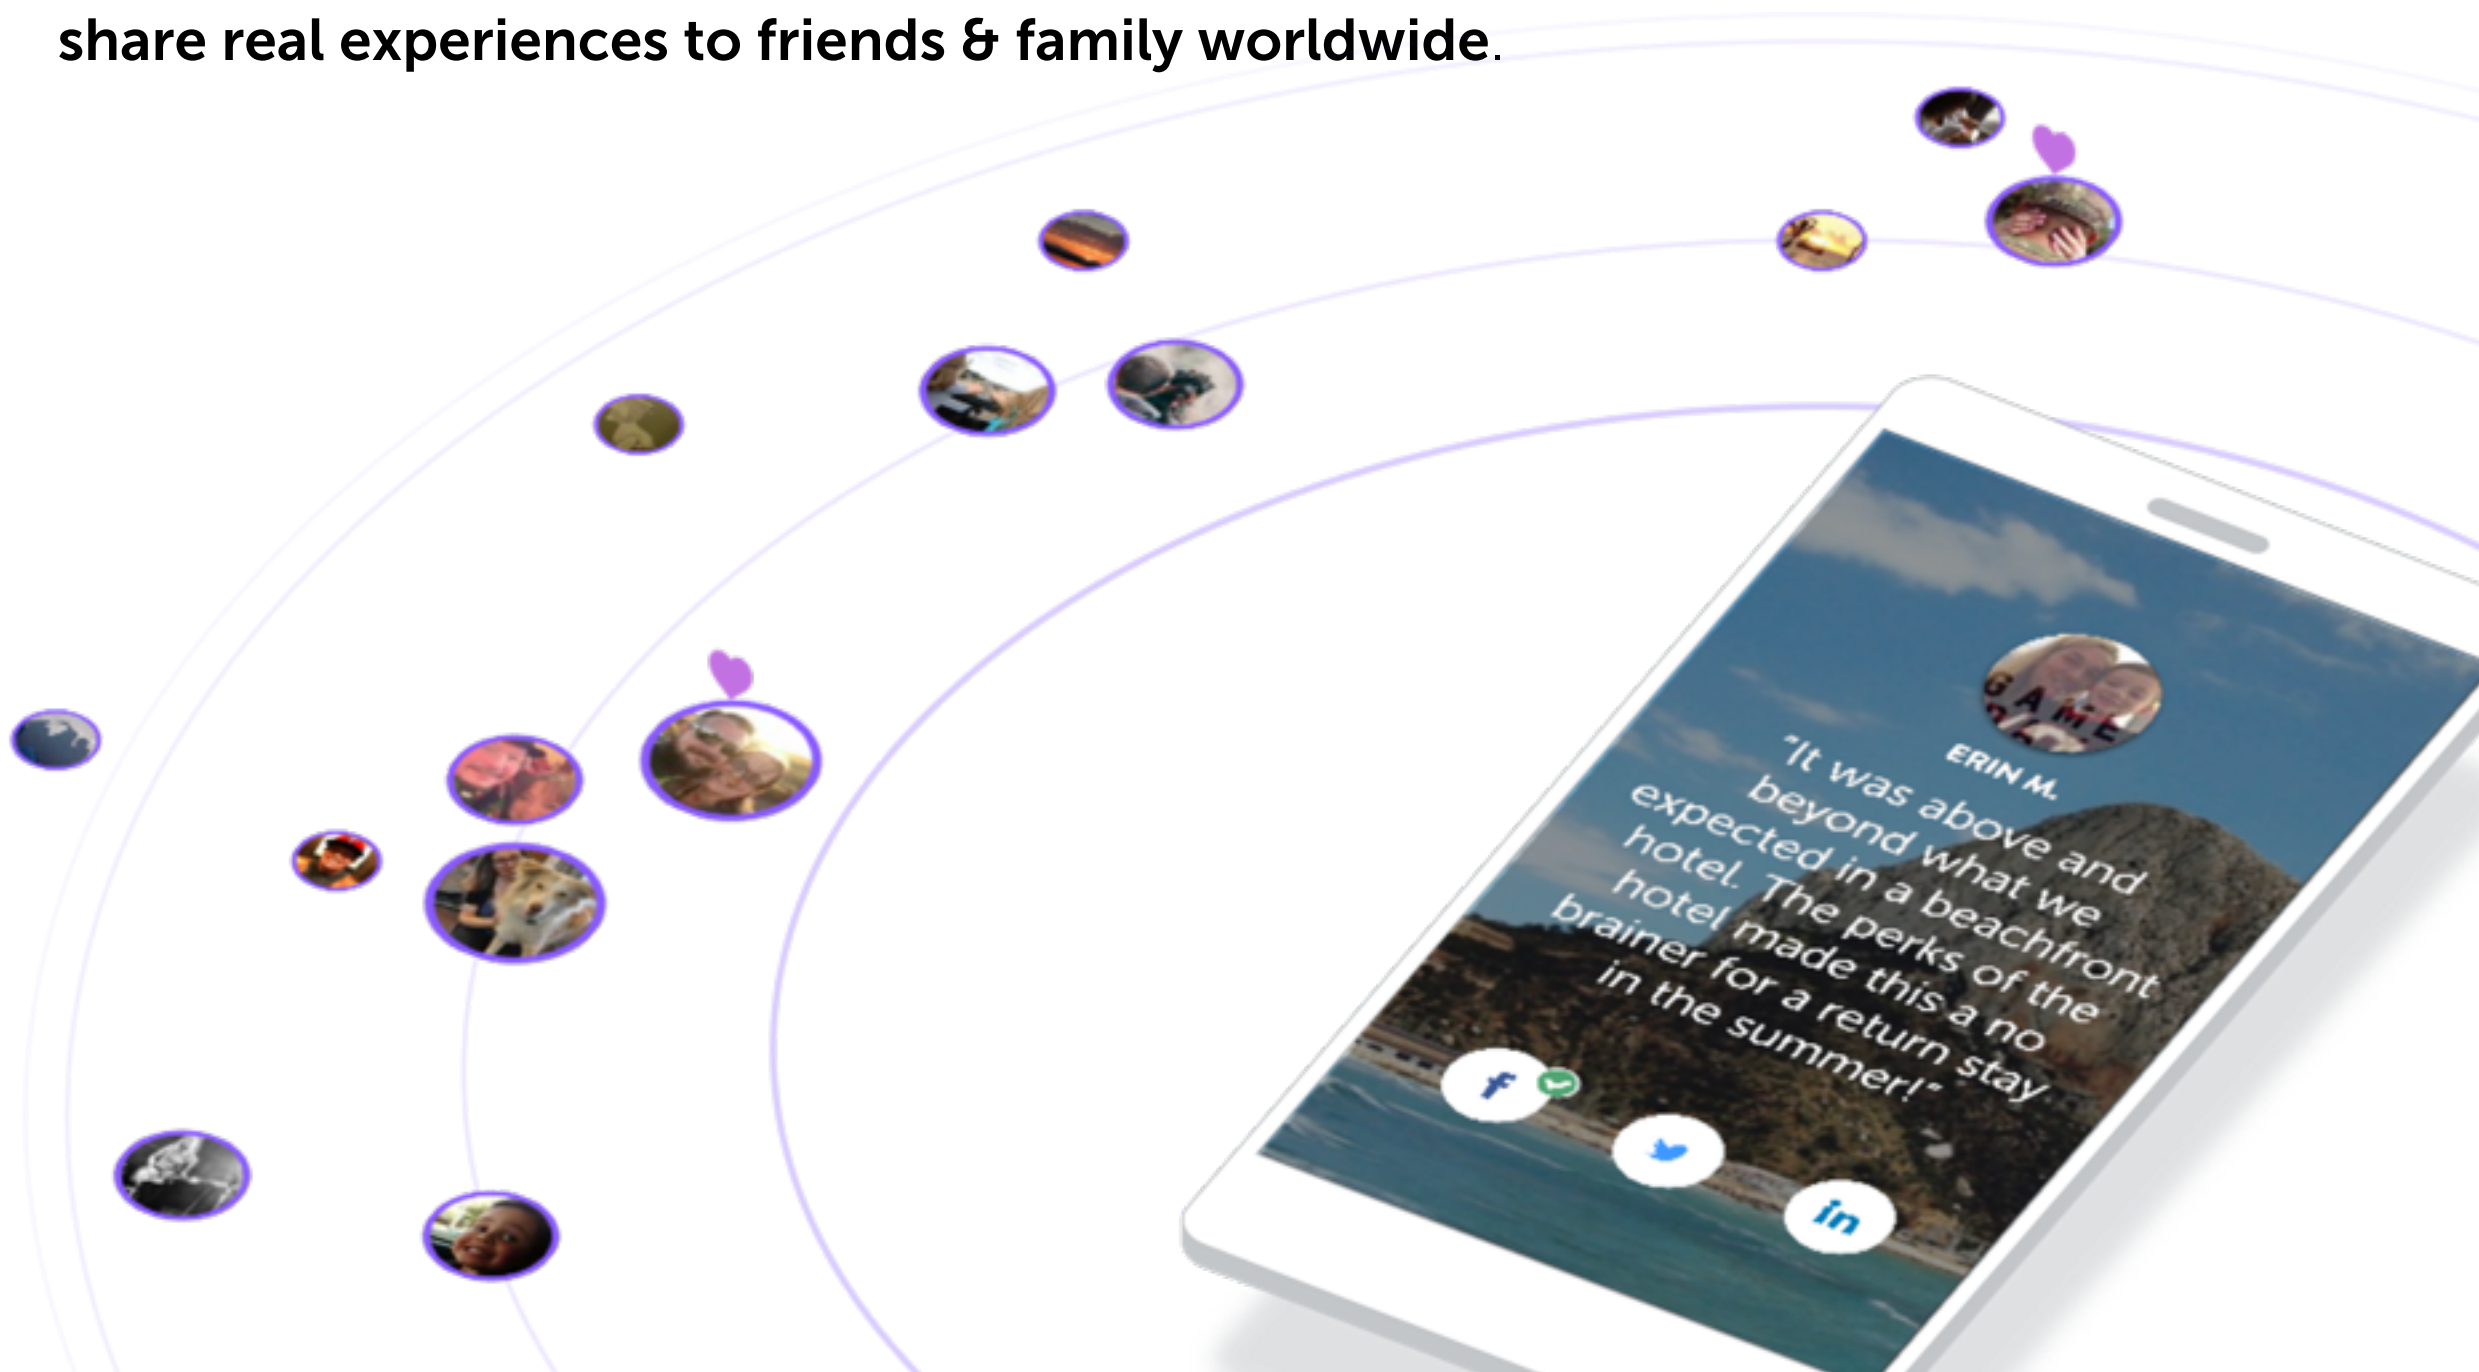 share real experiences to friends & family worldwide.
GAME
ERIN M.
"It was above and
beyond what we
expected in a beachfront
hotel. The perks of the
hotel made this a no
brainer for a return stay
in the summer!"
f
in